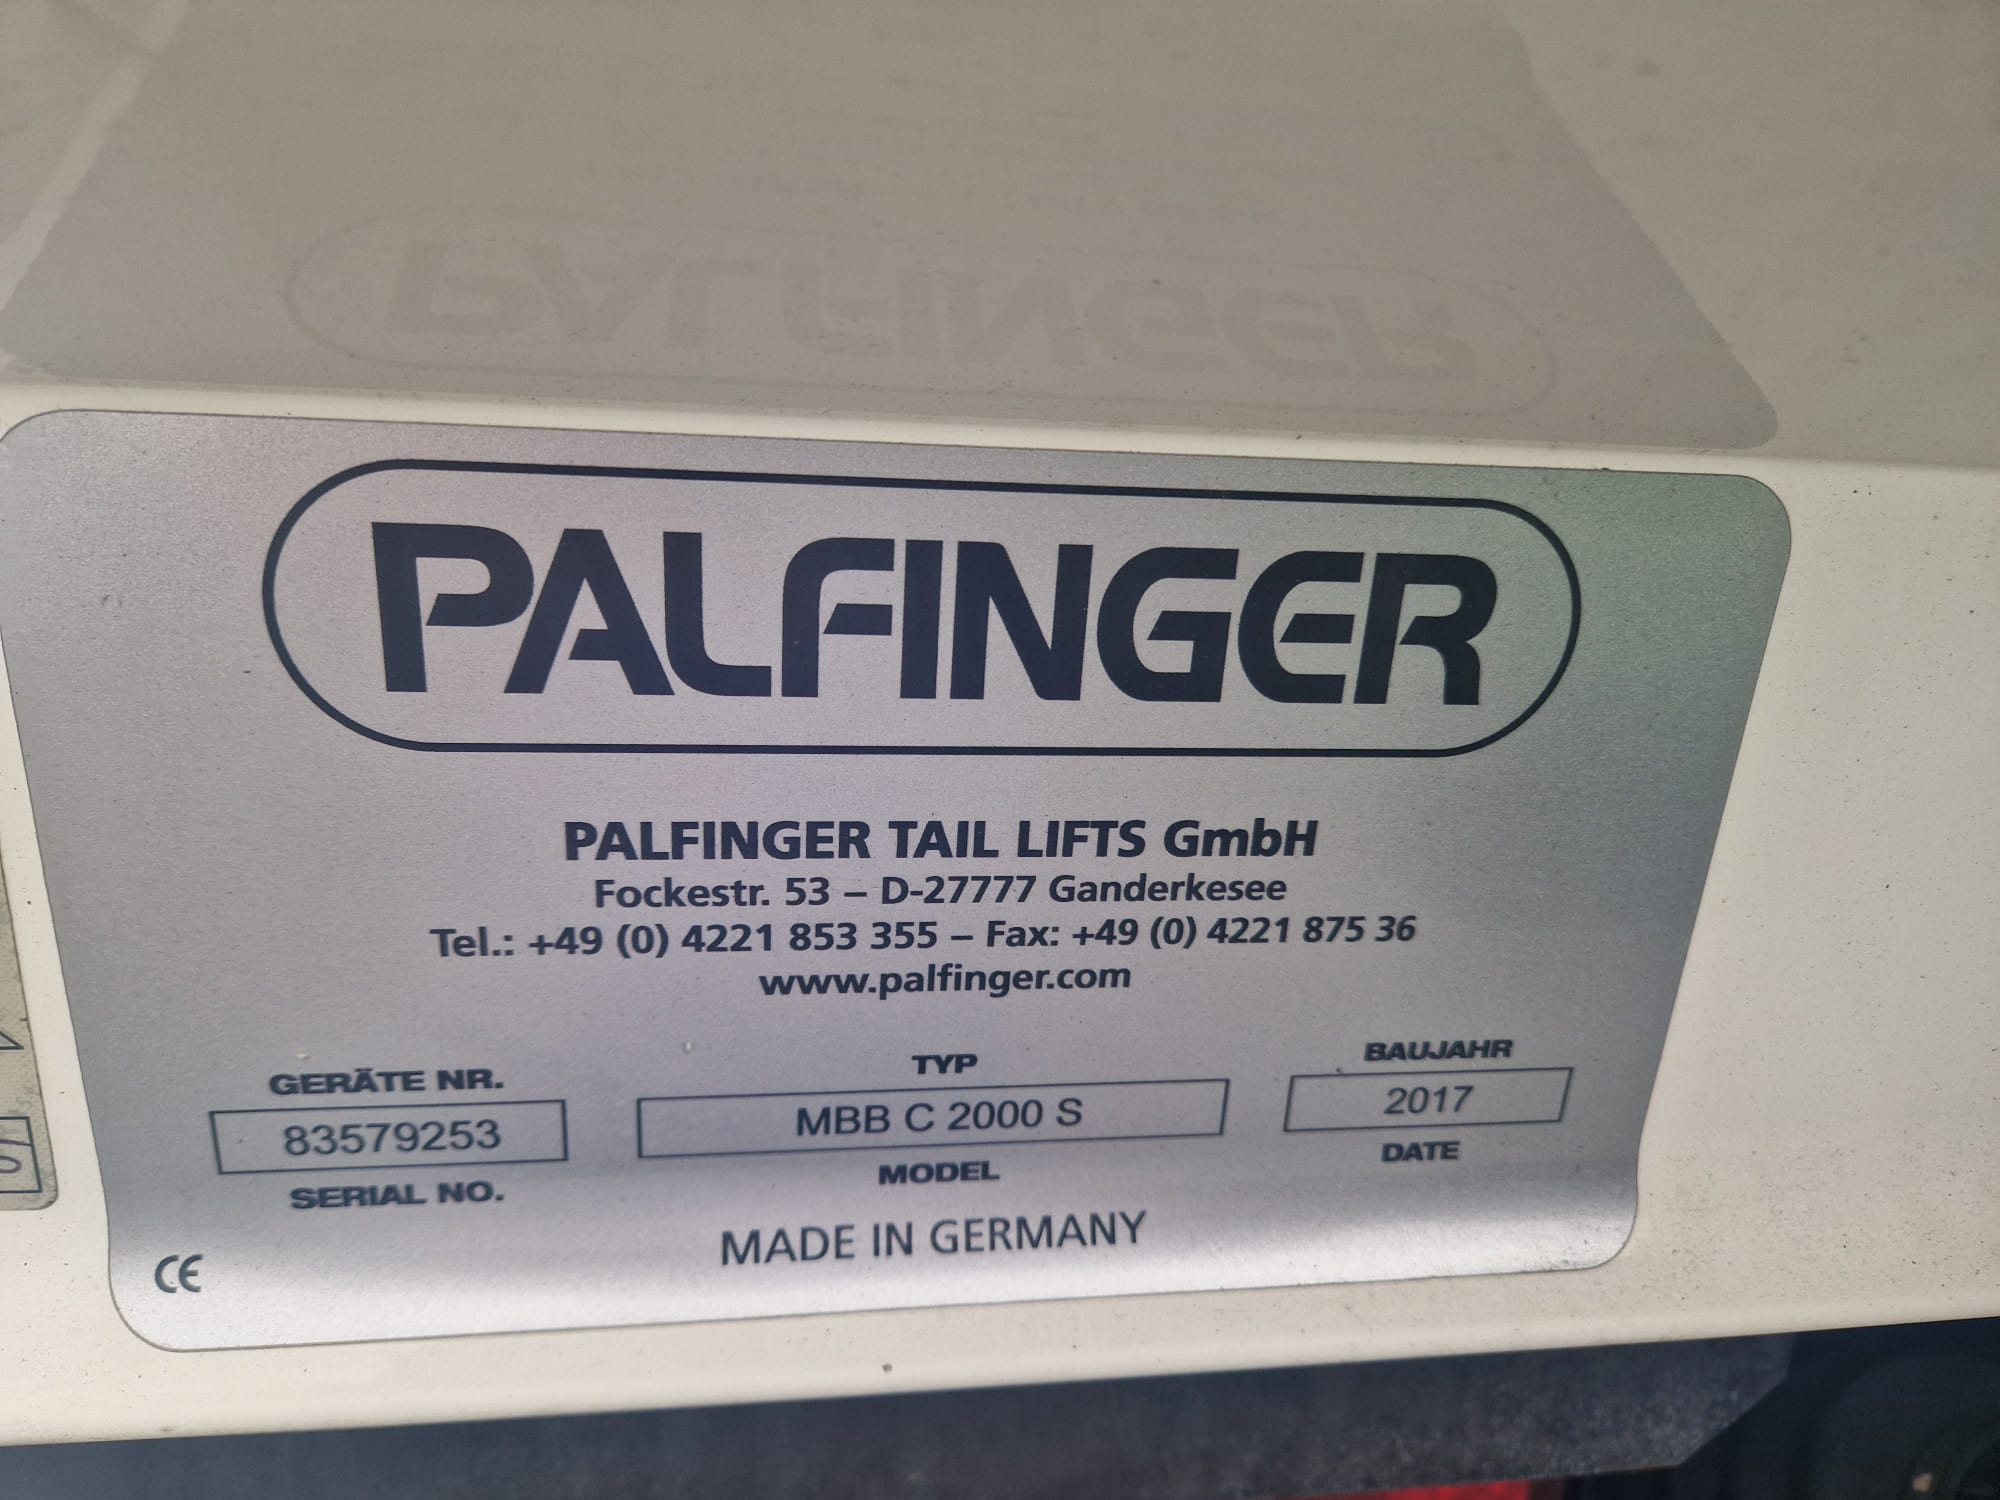 PALFINGER
PALFINGER TAIL LIFTS GmbH
Fockestr. 53 – D-27777 Ganderkesee
Tel.: +49 (0) 4221 853 355 – Fax: +49 (0) 4221 875 36
www.palfinger.com
GERÄTE NR. TYP BAUJAHR
83579253 MBB C 2000 S 2017
SERIAL NO. MODEL DATE
MADE IN GERMANY
CE